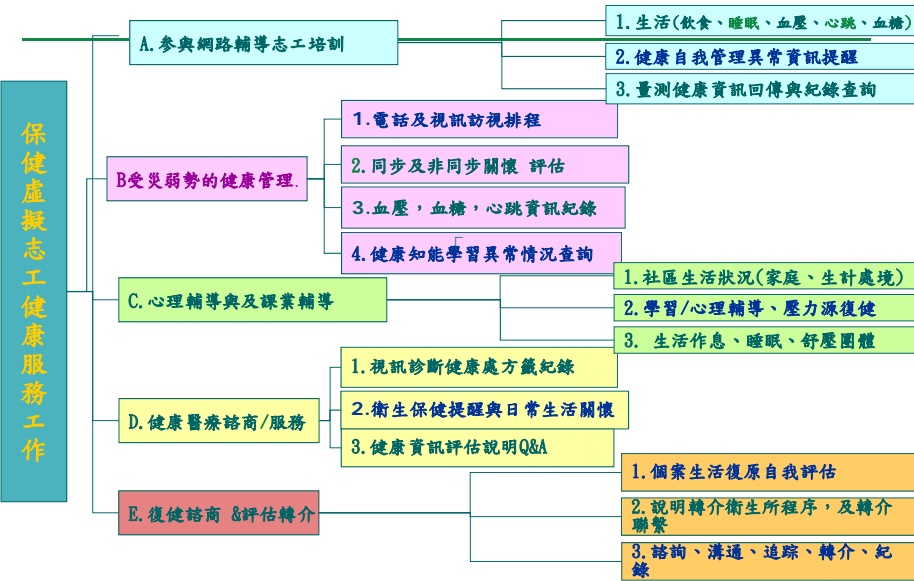 保健虛擬志工健康服務工作
A.參與網路輔導志工培訓
1.生活(飲食、睡眠、血壓、心跳、血糖)
2.健康自我管理異常資訊提醒
3.量測健康資訊回傳與紀錄查詢
B受災弱勢的健康管理.
1.電話及視訊訪視排程
2.同步及非同步關懷 評估
3.血壓，血糖，心跳資訊紀錄
4.健康知能學習異常情況查詢
C.心理輔導與及課業輔導
1.社區生活狀況(家庭、生計處境)
2.學習/心理輔導、壓力源復健
3. 生活作息、睡眠、舒壓團體
D.健康醫療諮商/服務
1.視訊診斷健康處方籤紀錄
2.衛生保健提醒與日常生活關懷
3.健康資訊評估說明Q&A
E.復健諮商 &評估轉介
1.個案生活復原自我評估
2.說明轉介衛生所程序，及轉介
聯繫
3.諮詢、溝通、追踪、轉介、紀
錄